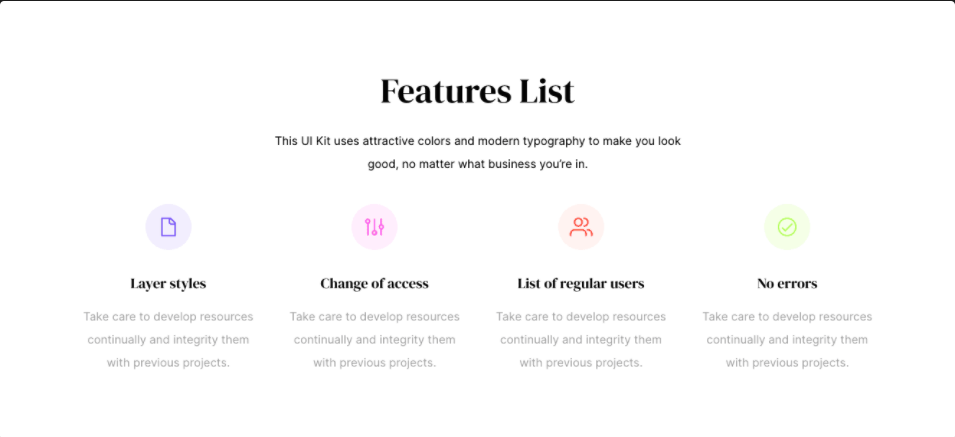 Features List
This UI Kit uses attractive colors and modern typography to make you look
good, no matter what business you're in.
Layer styles
Change of access
List of regular users
No errors
Take care to develop resources
continually and integrity them
with previous projects.
Take care to develop resources
continually and integrity them
with previous projects.
Take care to develop resources
continually and integrity them
with previous projects.
Take care to develop resources
continually and integrity them
with previous projects.